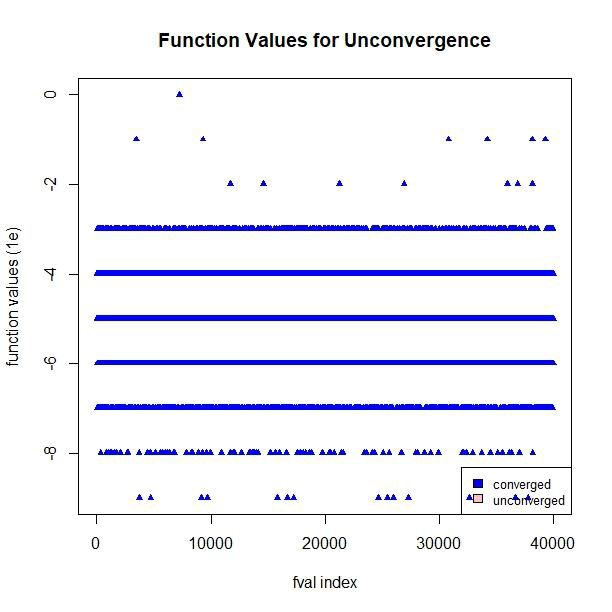 Function Values for Unconvergence
function values (1e)
0
-2
-4
-6
-8
converged
unconverged
0 10000 20000 30000 40000
fval index